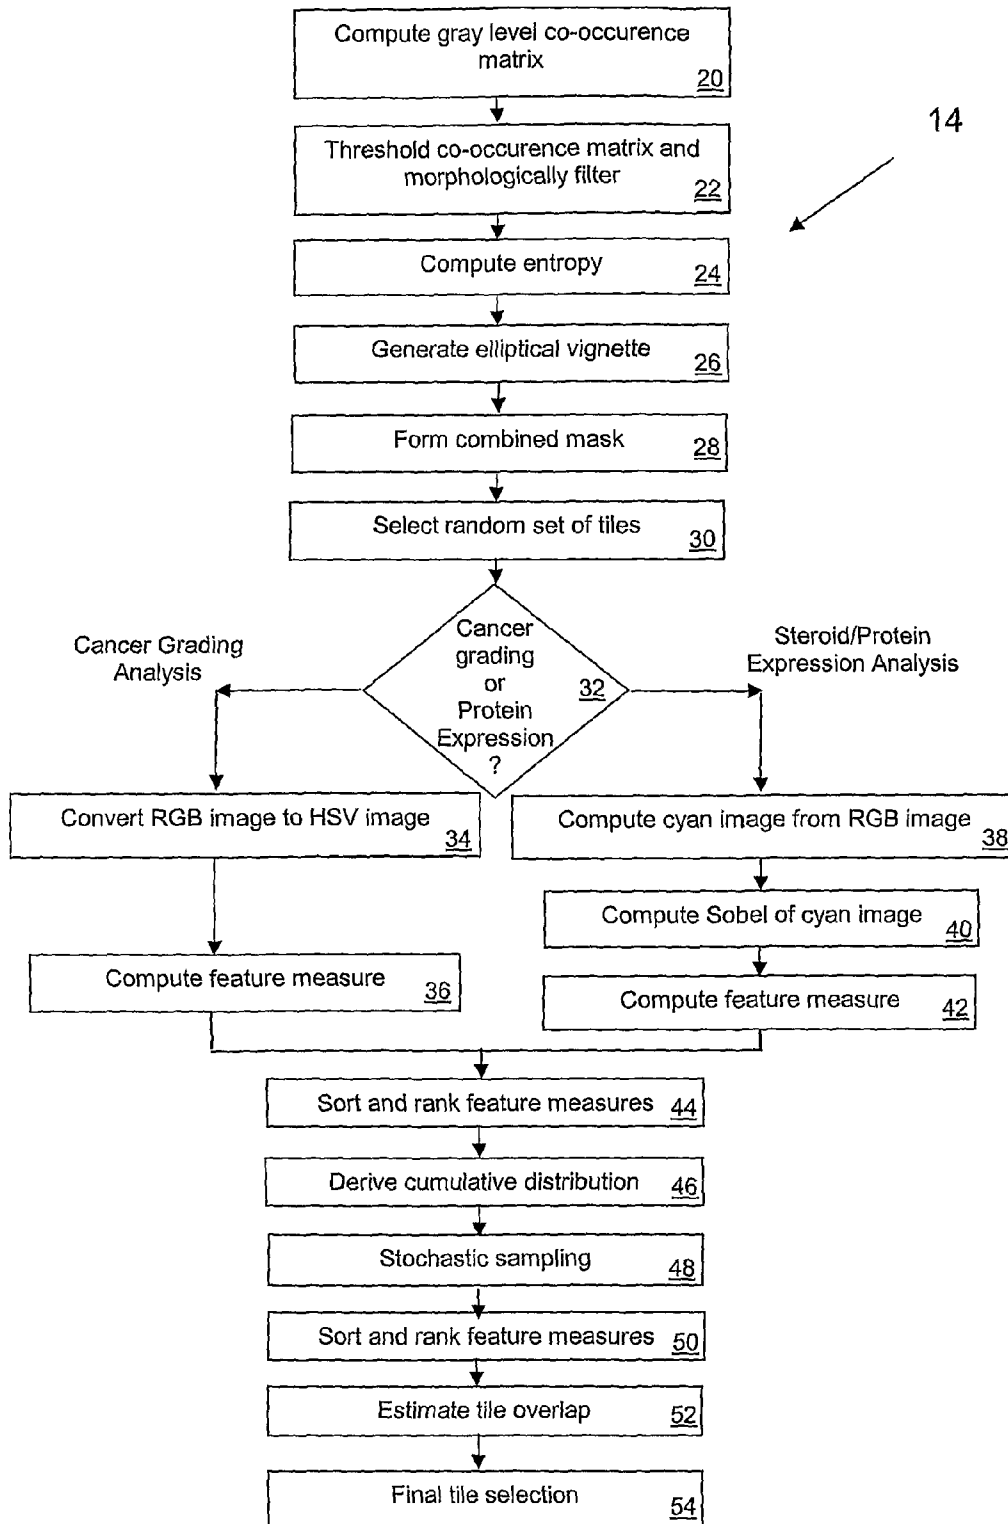 Compute gray level co-occurence
matrix
20
14
Threshold co-occurence matrix and
morphologically filter
22
Compute entropy
24
Generate elliptical vignette
26
Form combined mask
28
Select random set of tiles
30
Cancer Grading
Analysis
Cancer
grading
or
Protein
Expression
?
32
Steroid/Protein
Expression Analysis
Convert RGB image to HSV image
34
Compute cyan image from RGB image
38
Compute Sobel of cyan image
40
Compute feature measure
36
Compute feature measure
42
Sort and rank feature measures
44
Derive cumulative distribution
46
Stochastic sampling
48
Sort and rank feature measures
50
Estimate tile overlap
52
Final tile selection
54